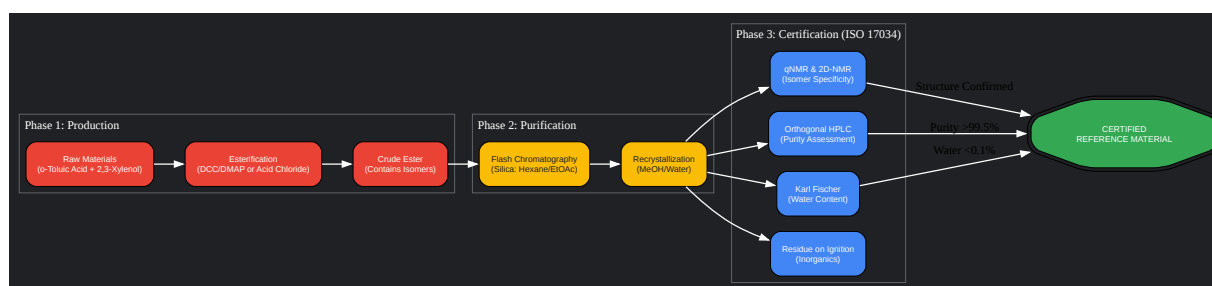 Phase 1: Production
Raw Materials
(o-Toluic Acid + 2,3-Xylenol)
Esterification
(DCC/DMAP or Acid Chloride)
Crude Ester
(Contains Isomers)
Phase 2: Purification
Flash Chromatography
(Silica: Hexane/EtOAc)
Recrystallization
(MeOH/Water)
Phase 3: Certification (ISO 17034)
qNMR & 2D-NMR
(Isomer Specificity)
Orthogonal HPLC
(Purity Assessment)
Karl Fischer
(Water Content)
Residue on Ignition
(Inorganics)
Structure Confirmed
Purity >99.5%
Water <0.1%
CERTIFIED
REFERENCE MATERIAL